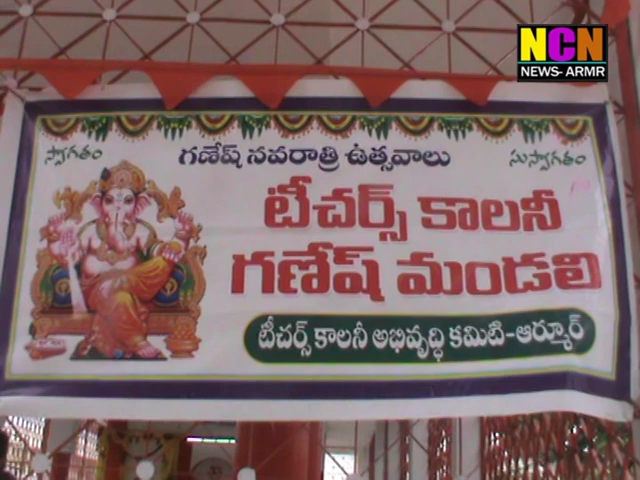 NCN
NEWS-ARMR
స్వాగతం గణేష్ నవరాత్రి ఉత్సవాలు సుస్వాగతం
టీచర్స్ కాలనీ
గణేష్ మండలి
టీచర్స్ కాలనీ అభివృద్ధి కమిటి-ఆర్మూర్